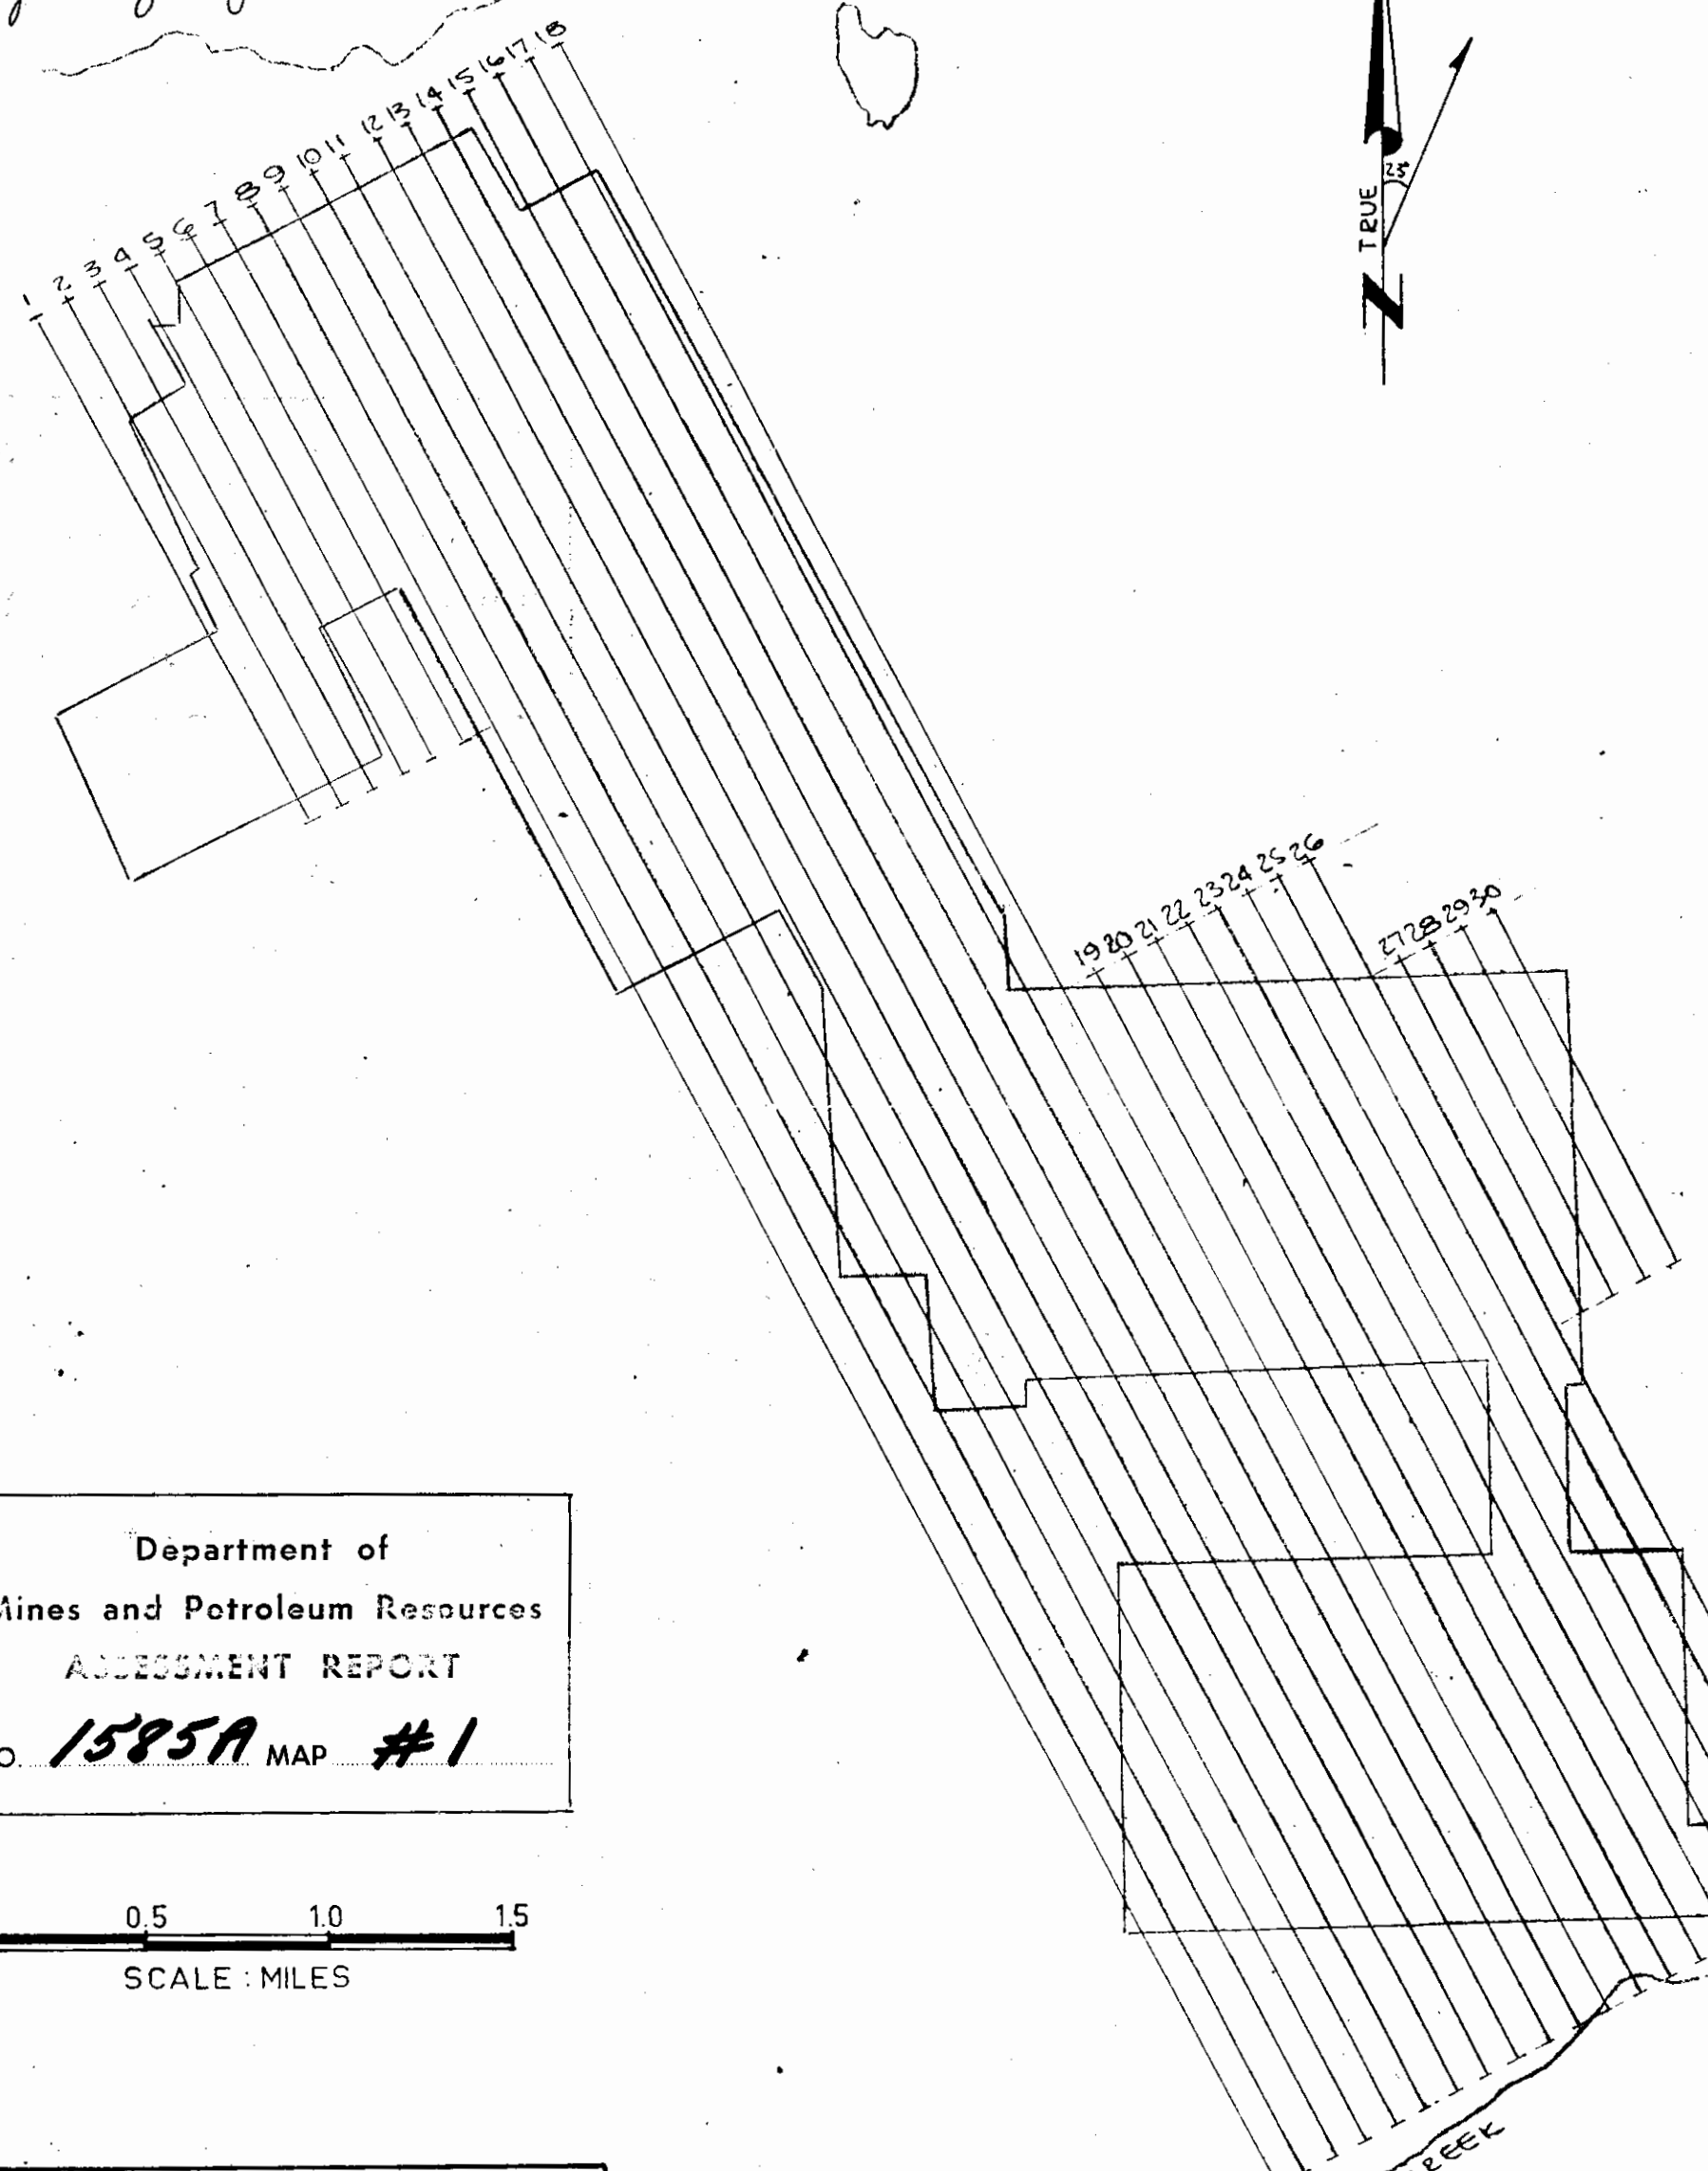 1 2 3 4 5 6 7 8 9 10 11 12 13 14 15 16 17 18
23°
TRUE
N
19 20 21 22 23 24 25 26
27 28 29 30
Department of
Mines and Petroleum Resources
ASSESSMENT REPORT
O. 1585A MAP #1
0.5 1.0 1.5
SCALE : MILES
REEK